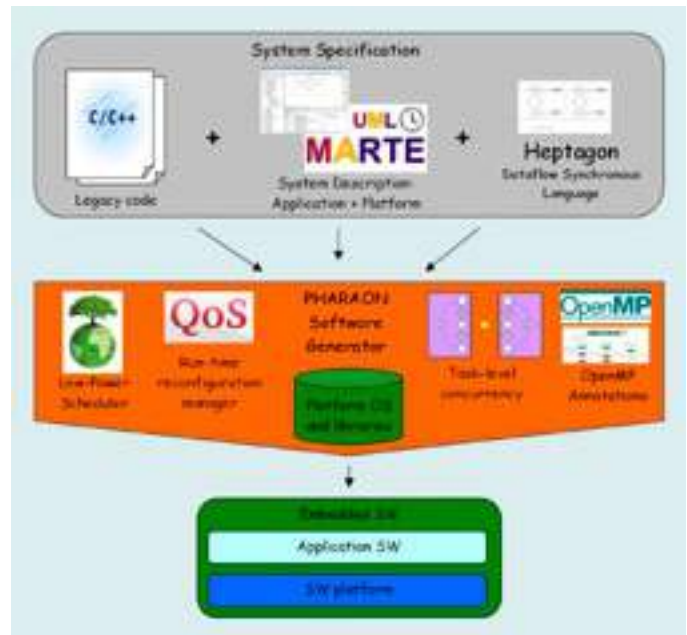 System Specification
C/C++
+
UML
MARTE
+
Legacy code
System Description
Application + Platform
Heptagon
Dataflow Synchronous
Language
PHARAON
Software
Generator
QoS
OpenMP
Low-Power
Scheduler
Run-time
reconfiguration
manager
Task-level
concurrency
OpenMP
Annotations
Platform OS
and libraries
Embedded SW
Application SW
SW platform